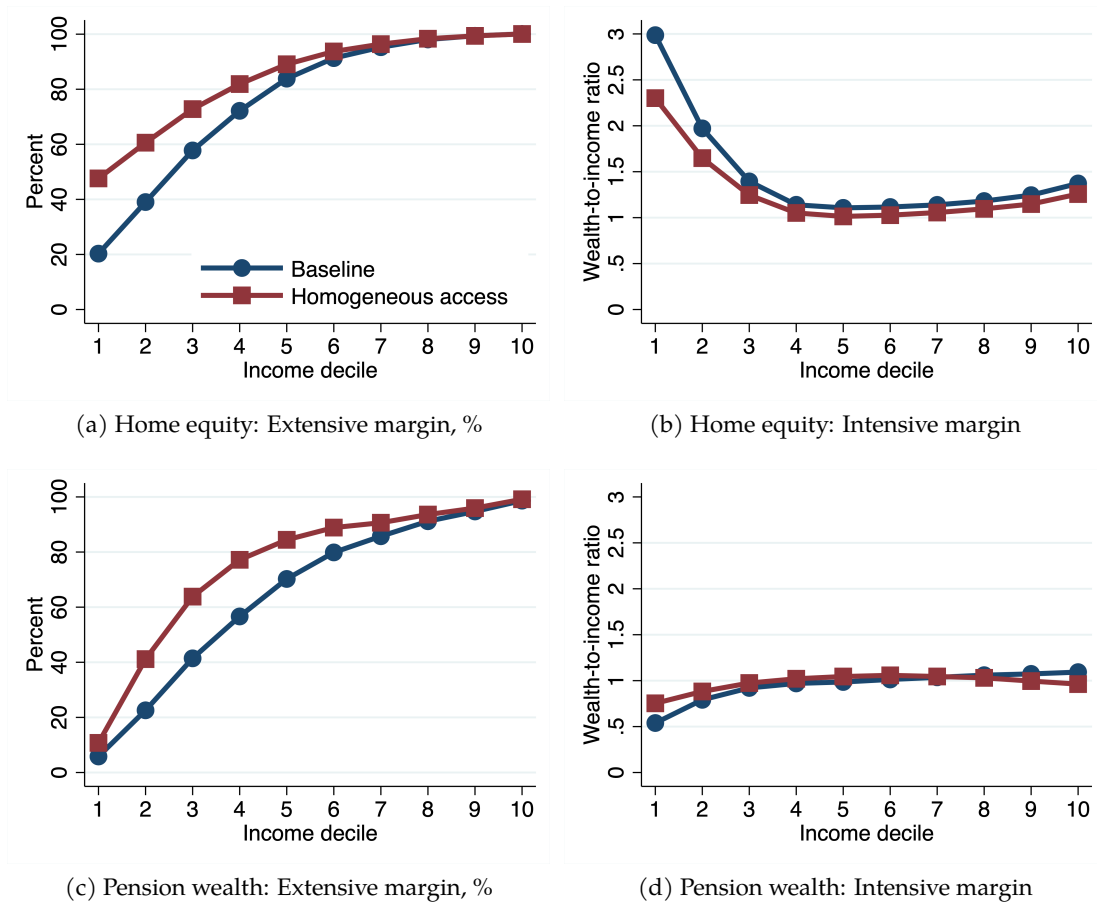 Percent
100
80
60
40
20
0
Baseline
Homogeneous access
1 2 3 4 5 6 7 8 9 10
Income decile
(a) Home equity: Extensive margin, %
Wealth-to-income ratio
3
2.5
2
1.5
1
.5
0
1 2 3 4 5 6 7 8 9 10
Income decile
(b) Home equity: Intensive margin
Percent
100
80
60
40
20
0
1 2 3 4 5 6 7 8 9 10
Income decile
(c) Pension wealth: Extensive margin, %
Wealth-to-income ratio
3
2.5
2
1.5
1
.5
0
1 2 3 4 5 6 7 8 9 10
Income decile
(d) Pension wealth: Intensive margin